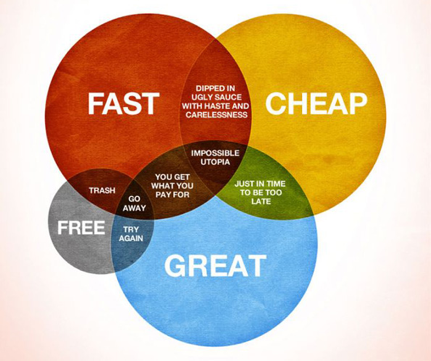 FAST
CHEAP
DIPPED IN
UGLY SAUCE
WITH HASTE AND
CARELESSNESS
IMPOSSIBLE
UTOPIA
YOU GET
WHAT YOU
PAY FOR
JUST IN TIME
TO BE TOO
LATE
TRASH
GO
AWAY
FREE
TRY
AGAIN
GREAT